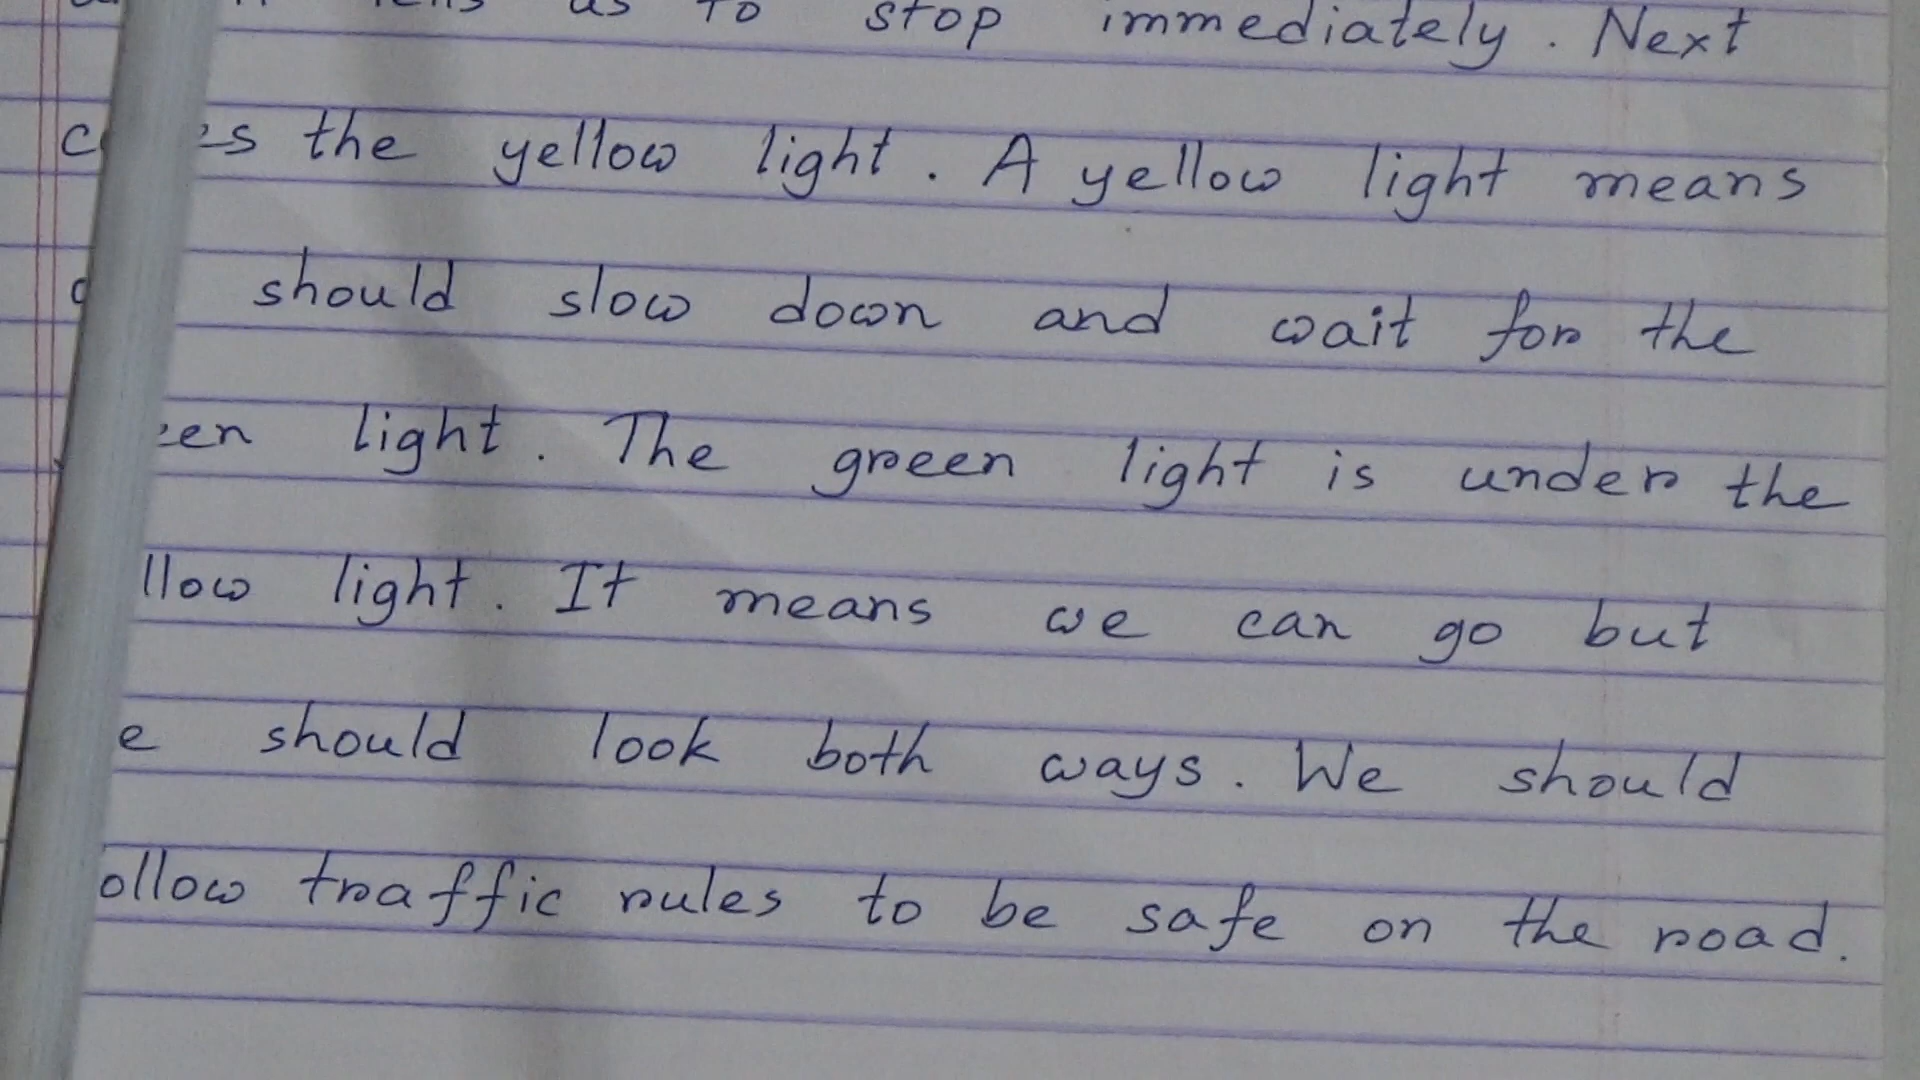 us to stop immediately. Next
the yellow light. A yellow light means
should slow down and wait for the
light. The green light is under the
light. It means we can go but
should look both ways. We should
traffic rules to be safe on the road.